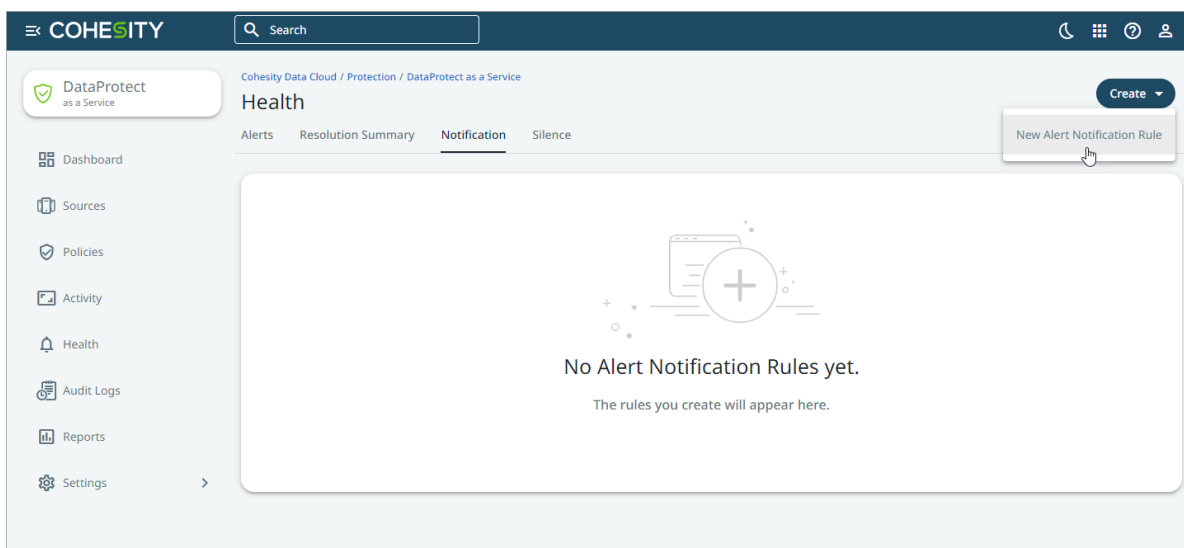 COHESITY
Search
DataProtect
as a Service
Cohesity Data Cloud / Protection / DataProtect as a Service
Health
Create
Alerts Resolution Summary Notification Silence
New Alert Notification Rule
Dashboard
Sources
Policies
Activity
Health
Audit Logs
Reports
Settings
No Alert Notification Rules yet.
The rules you create will appear here.